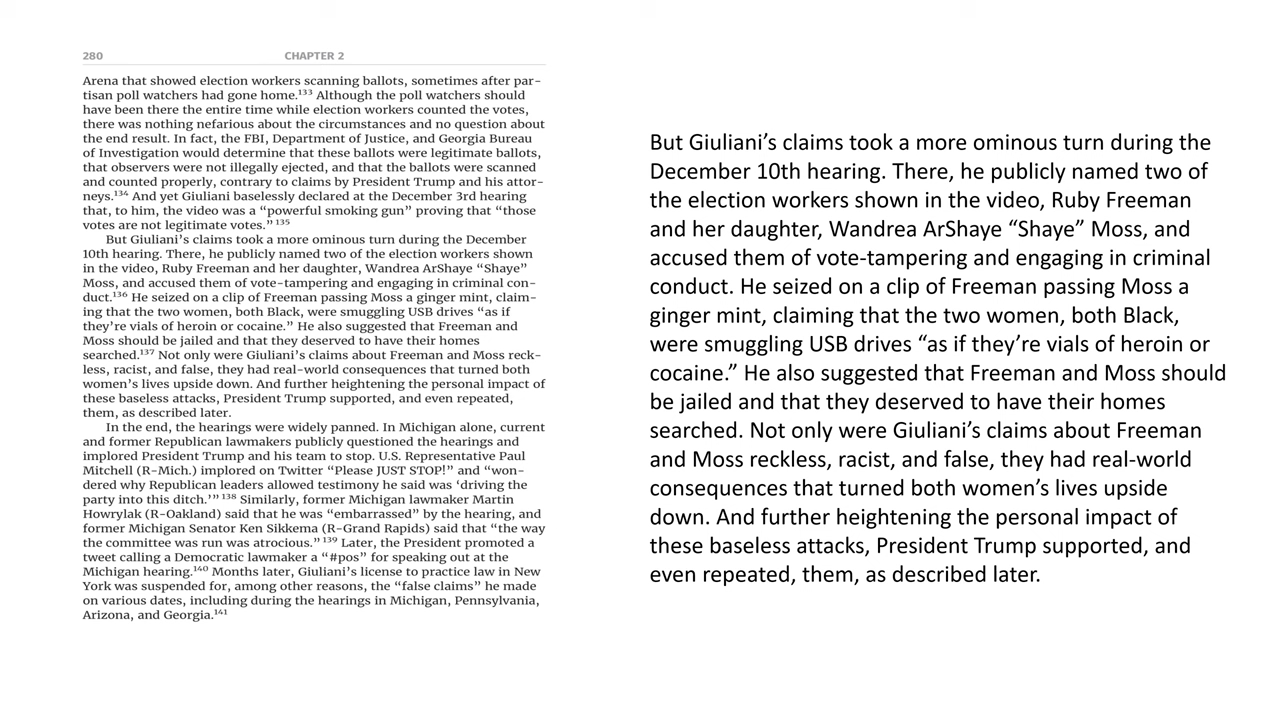 280 CHAPTER 2
Arena that showed election workers scanning ballots, sometimes after par-
tisan poll watchers had gone home.¹³³ Although the poll watchers should
have been there the entire time while election workers counted the votes,
there was nothing nefarious about the circumstances and no question about
the end result. In fact, the FBI, Department of Justice, and Georgia Bureau
of Investigation would determine that these ballots were legitimate ballots,
that observers were not illegally ejected, and that the ballots were scanned
and counted properly, contrary to claims by President Trump and his attor-
neys.¹³⁴ And yet Giuliani baselessly declared at the December 3rd hearing
that, to him, the video was a “powerful smoking gun” proving that “those
votes are not legitimate votes.” ¹³⁵
But Giuliani’s claims took a more ominous turn during the December
10th hearing. There, he publicly named two of the election workers shown
in the video, Ruby Freeman and her daughter, Wandrea ArShaye “Shaye”
Moss, and accused them of vote-tampering and engaging in criminal con-
duct.¹³⁶ He seized on a clip of Freeman passing Moss a ginger mint, claim-
ing that the two women, both Black, were smuggling USB drives “as if
they’re vials of heroin or cocaine.” He also suggested that Freeman and
Moss should be jailed and that they deserved to have their homes
searched.¹³⁷ Not only were Giuliani’s claims about Freeman and Moss reck-
less, racist, and false, they had real-world consequences that turned both
women’s lives upside down. And further heightening the personal impact of
these baseless attacks, President Trump supported, and even repeated,
them, as described later.
In the end, the hearings were widely panned. In Michigan alone, current
and former Republican lawmakers publicly questioned the hearings and
implored President Trump and his team to stop. U.S. Representative Paul
Mitchell (R-Mich.) implored on Twitter “Please JUST STOP!” and “won-
dered why Republican leaders allowed testimony he said was ‘driving the
party into this ditch.’” ¹³⁸ Similarly, former Michigan lawmaker Martin
Howrylak (R-Oakland) said that he was “embarrassed” by the hearing, and
former Michigan Senator Ken Sikkema (R-Grand Rapids) said that “the way
the committee was run was atrocious.” ¹³⁹ Later, the President promoted a
tweet calling a Democratic lawmaker a “#pos” for speaking out at the
Michigan hearing.¹⁴⁰ Months later, Giuliani’s license to practice law in New
York was suspended for, among other reasons, the “false claims” he made
on various dates, including during the hearings in Michigan, Pennsylvania,
Arizona, and Georgia.¹⁴¹
But Giuliani’s claims took a more ominous turn during the
December 10th hearing. There, he publicly named two of
the election workers shown in the video, Ruby Freeman
and her daughter, Wandrea ArShaye “Shaye” Moss, and
accused them of vote-tampering and engaging in criminal
conduct. He seized on a clip of Freeman passing Moss a
ginger mint, claiming that the two women, both Black,
were smuggling USB drives “as if they’re vials of heroin or
cocaine.” He also suggested that Freeman and Moss should
be jailed and that they deserved to have their homes
searched. Not only were Giuliani’s claims about Freeman
and Moss reckless, racist, and false, they had real-world
consequences that turned both women’s lives upside
down. And further heightening the personal impact of
these baseless attacks, President Trump supported, and
even repeated, them, as described later.